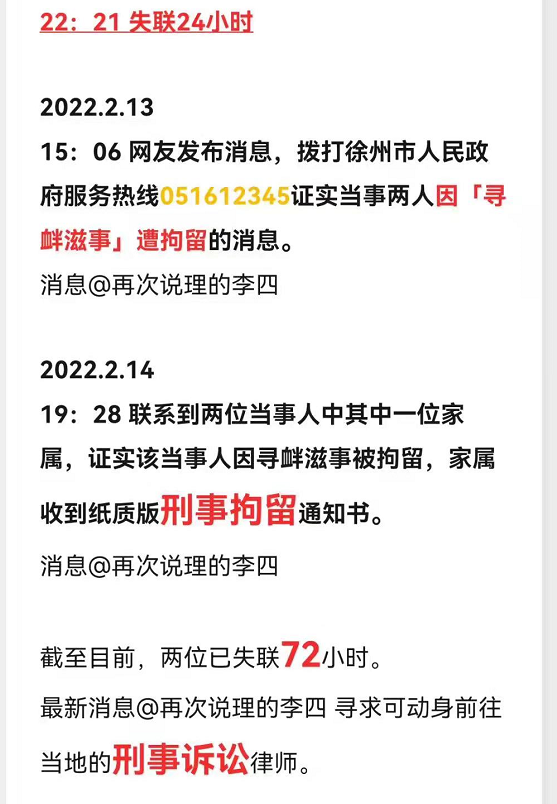 22：21 失联24小时
2022.2.13
15：06 网友发布消息，拨打徐州市人民政
府服务热线051612345证实当事两人因「寻
衅滋事」遭拘留的消息。
消息@再次说理的李四
2022.2.14
19：28 联系到两位当事人中其中一位家
属，证实该当事人因寻衅滋事被拘留，家属
收到纸质版刑事拘留通知书。
消息@再次说理的李四
截至目前，两位已失联72小时。
最新消息@再次说理的李四 寻求可动身前往
当地的刑事诉讼律师。